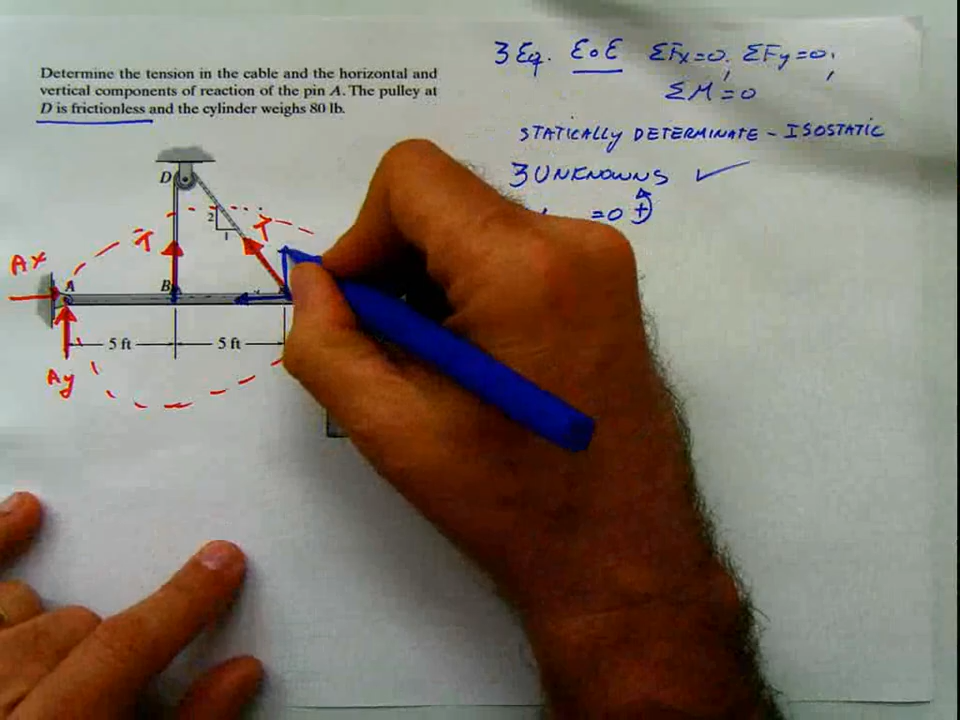 Determine the tension in the cable and the horizontal and
vertical components of reaction of the pin A. The pulley at
D is frictionless and the cylinder weighs 80 lb.
3 Eq. EoE ΣFx=0, ΣFy=0,
ΣM=0
STATICALLY DETERMINATE - ISOSTATIC
3 UNKNOWNS ✓
=0 +
D
2
1
T
T
Ax
A
B
5 ft
5 ft
Ay